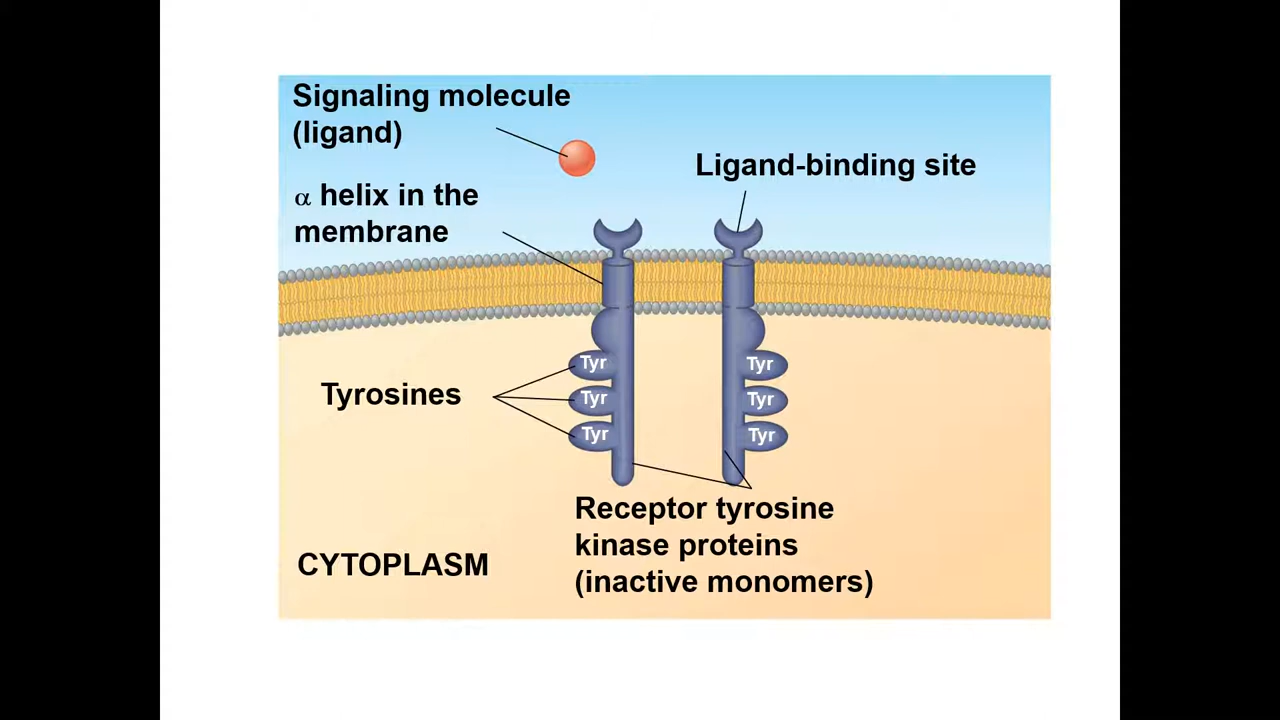 Signaling molecule
(ligand)
Ligand-binding site
α helix in the
membrane
Tyr
Tyr
Tyr
Tyr
Tyr
Tyr
Tyrosines
Receptor tyrosine
kinase proteins
(inactive monomers)
CYTOPLASM